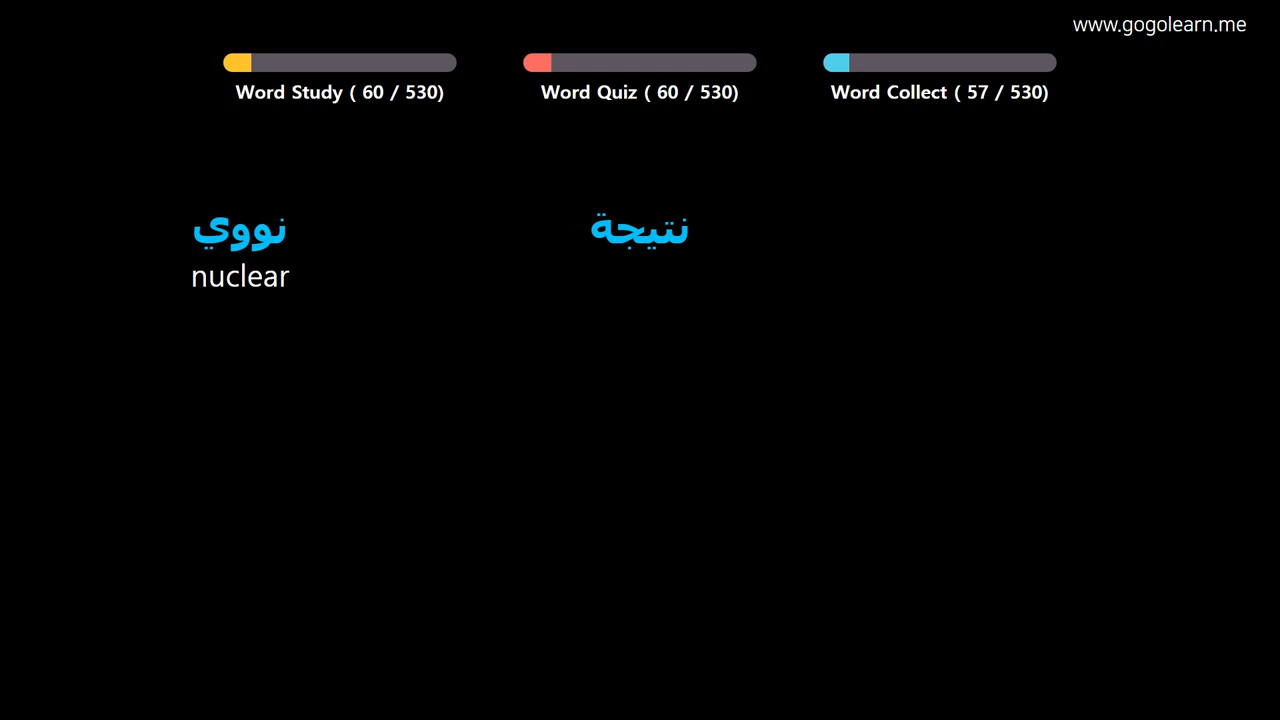 www.gogolearn.me
Word Study ( 60 / 530)
Word Quiz ( 60 / 530)
Word Collect ( 57 / 530)
نووي
nuclear
نتيجة